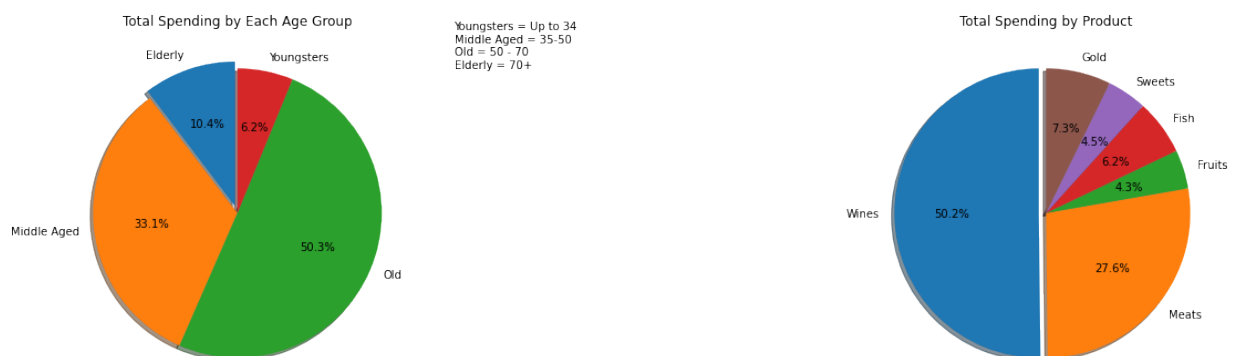 Total Spending by Each Age Group
Elderly
Youngsters
10.4%
6.2%
33.1%
Middle Aged
50.3%
Old
Youngsters = Up to 34
Middle Aged = 35-50
Old = 50 - 70
Elderly = 70+
Total Spending by Product
Gold
Sweets
Fish
7.3%
4.5%
6.2%
Fruits
4.3%
Wines
50.2%
27.6%
Meats